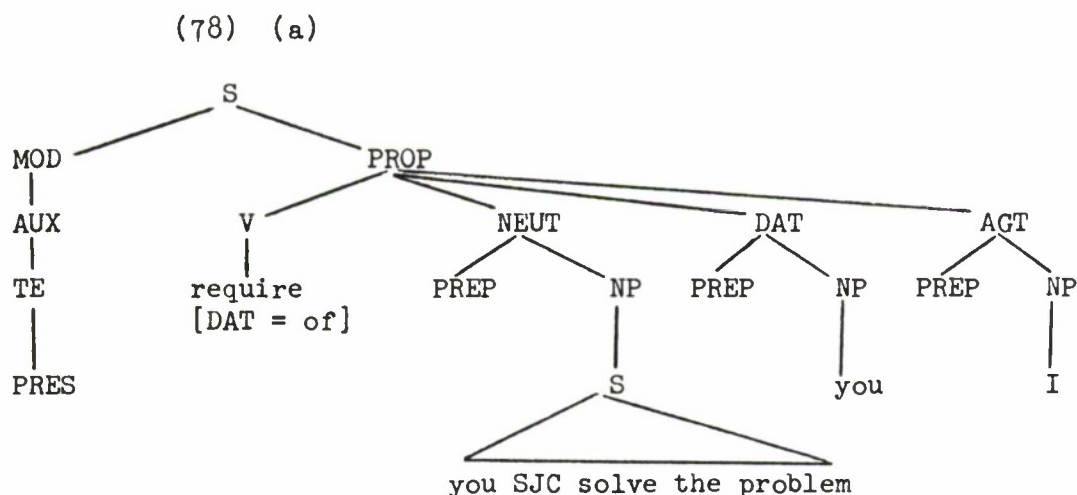 (78) (a)
S
MOD PROP
AUX V NEUT DAT AGT
TE require PREP NP PREP NP PREP NP
[DAT = of]
PRES S you I
you SJC solve the problem